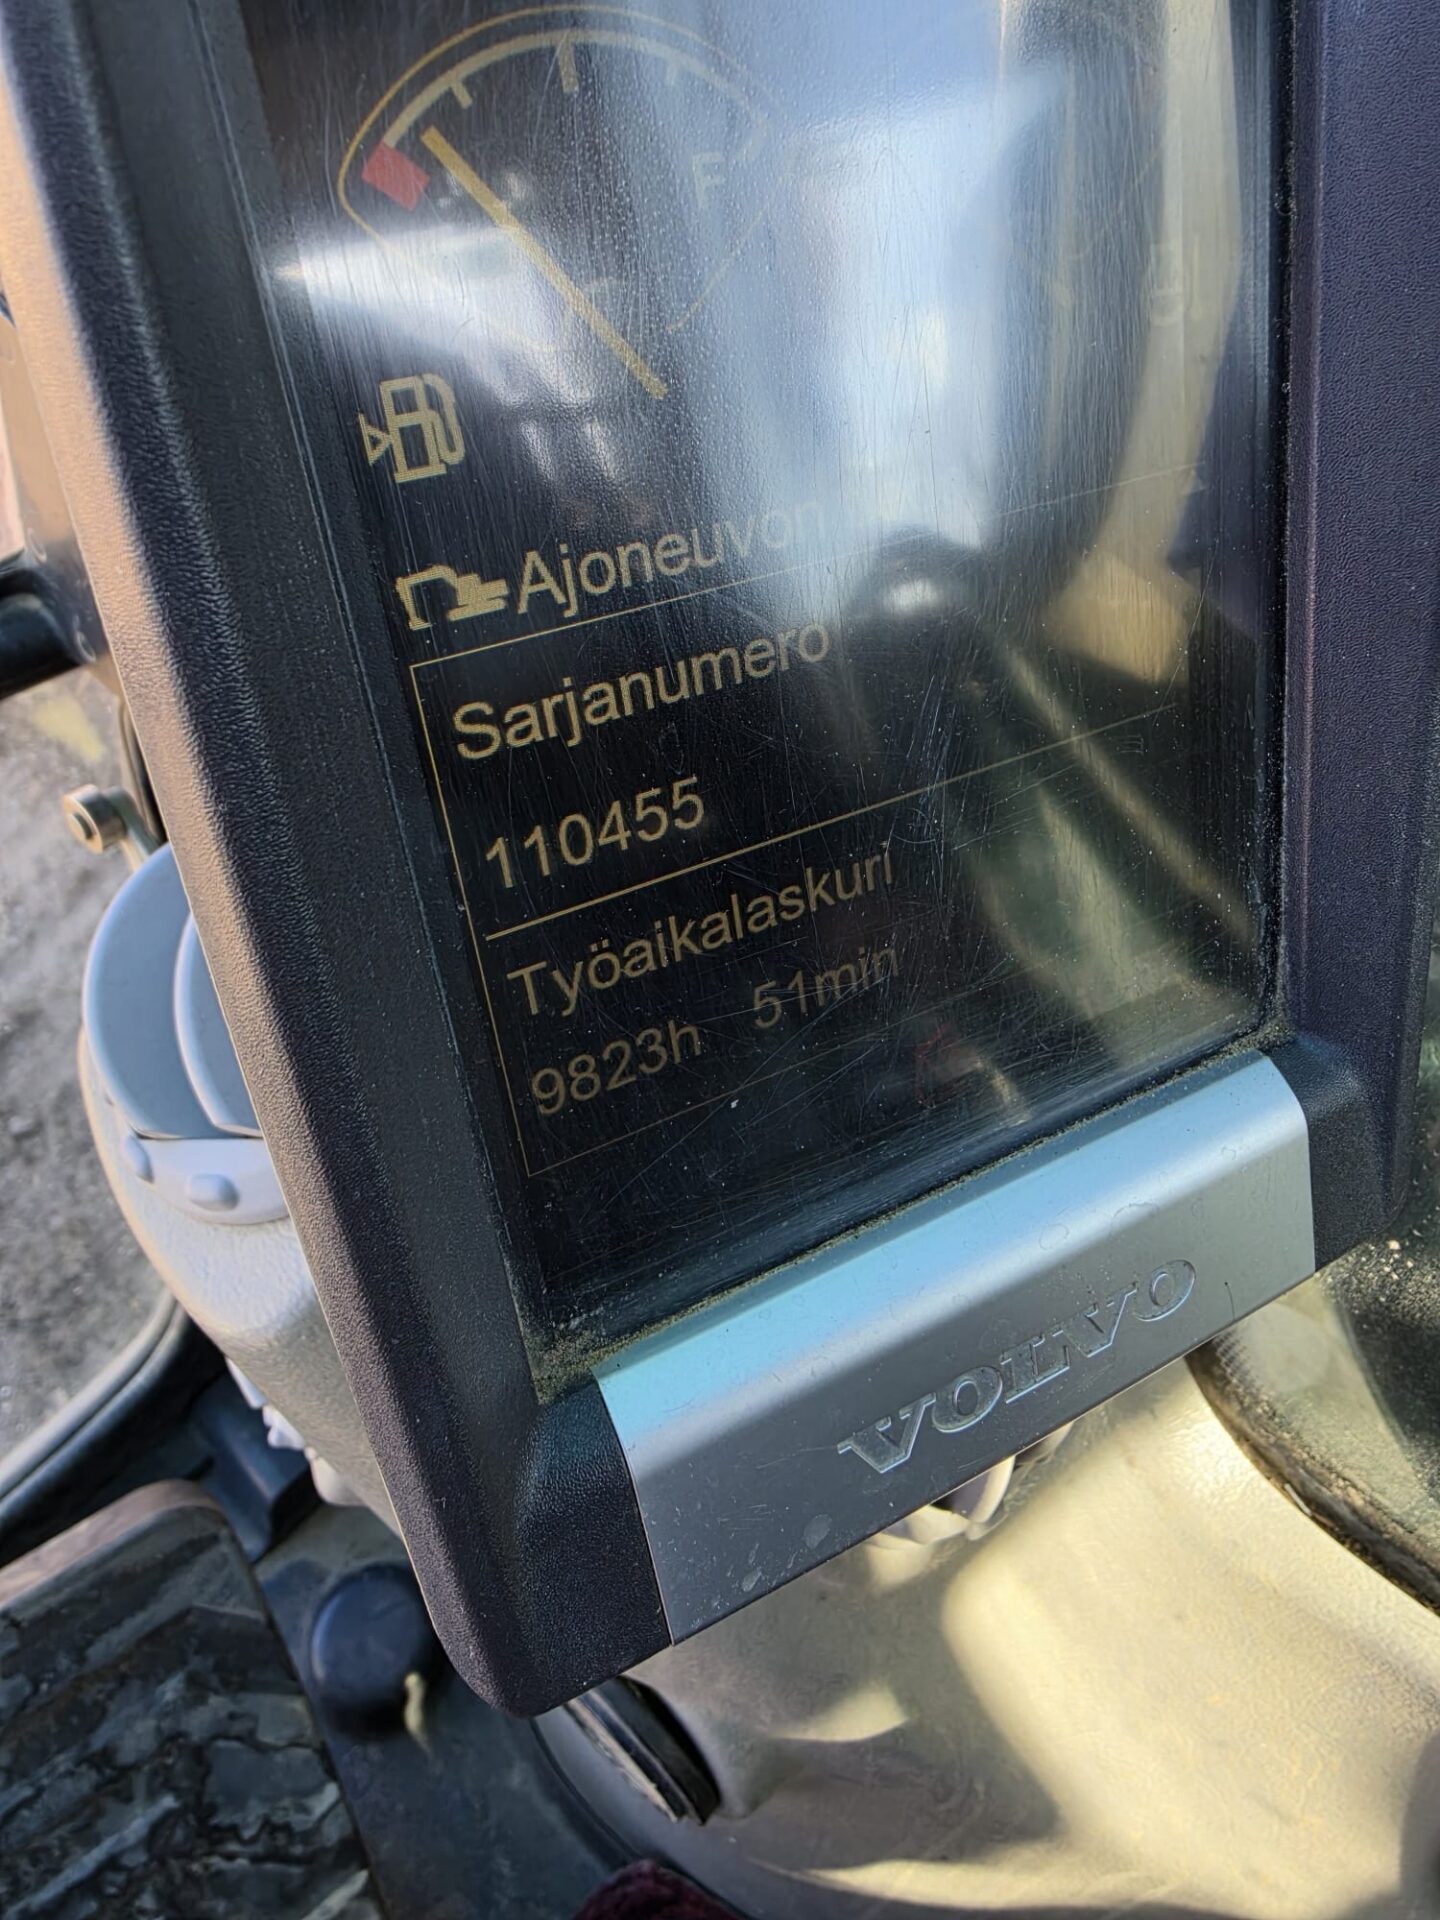 F
Ajoneuvon
Sarjanumero
110455
Työaikalaskuri
9823h 51min
VOLVO